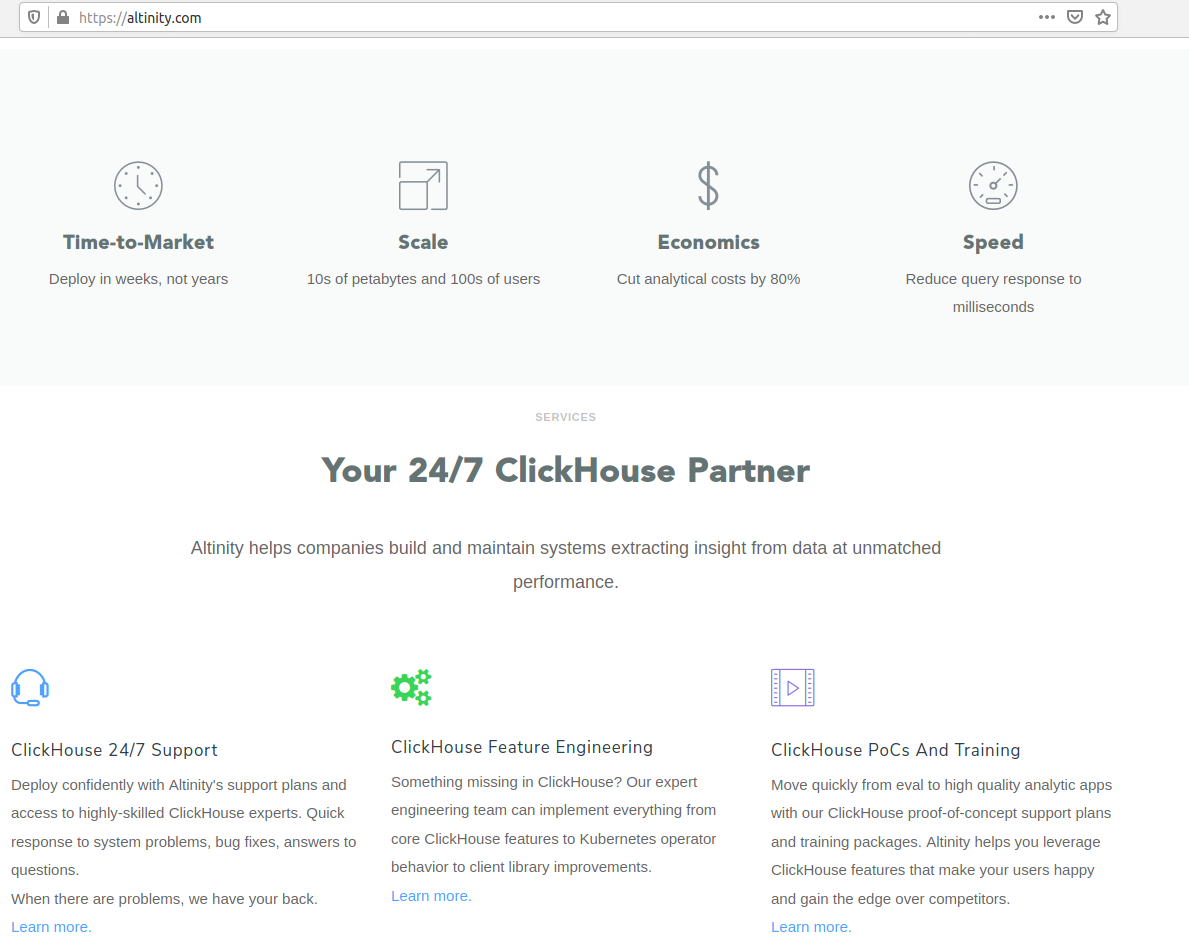 https://altinity.com
Time-to-Market
Deploy in weeks, not years
Scale
10s of petabytes and 100s of users
Economics
Cut analytical costs by 80%
Speed
Reduce query response to
milliseconds
SERVICES
Your 24/7 ClickHouse Partner
Altinity helps companies build and maintain systems extracting insight from data at unmatched
performance.
ClickHouse 24/7 Support
Deploy confidently with Altinity's support plans and
access to highly-skilled ClickHouse experts. Quick
response to system problems, bug fixes, answers to
questions.
When there are problems, we have your back.
Learn more.
ClickHouse Feature Engineering
Something missing in ClickHouse? Our expert
engineering team can implement everything from
core ClickHouse features to Kubernetes operator
behavior to client library improvements.
Learn more.
ClickHouse PoCs And Training
Move quickly from eval to high quality analytic apps
with our ClickHouse proof-of-concept support plans
and training packages. Altinity helps you leverage
ClickHouse features that make your users happy
and gain the edge over competitors.
Learn more.